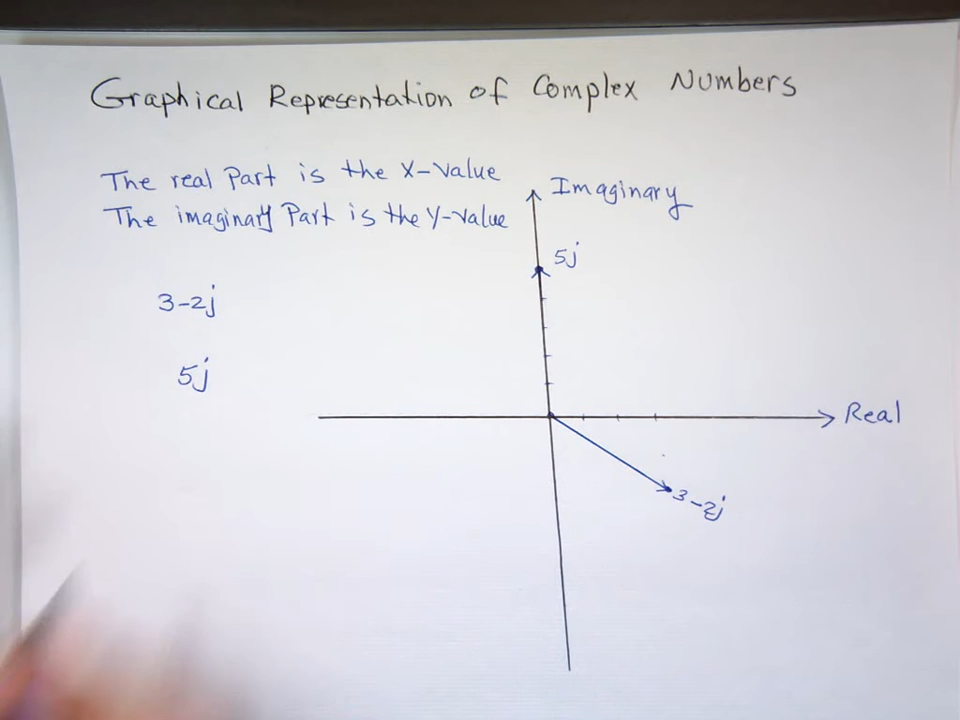 Graphical Representation of Complex Numbers
The real Part is the X-Value
The imaginary Part is the Y-Value
Imaginary
5j
3-2j
5j
Real
3-2j